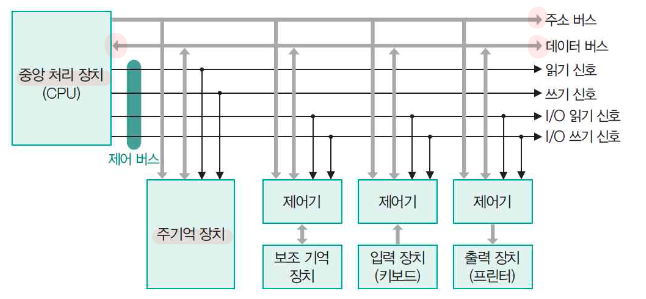 중앙 처리 장치
(CPU)
주소 버스
데이터 버스
읽기 신호
쓰기 신호
I/O 읽기 신호
I/O 쓰기 신호
제어 버스
주기억 장치
제어기
제어기
제어기
보조 기억
장치
입력 장치
(키보드)
출력 장치
(프린터)